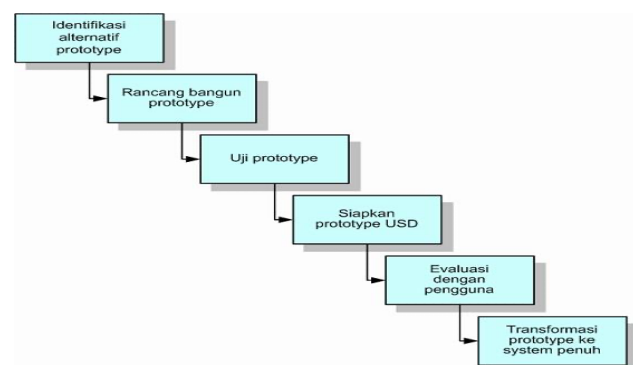 Identifikasi
alternatif
prototype
Rancang bangun
prototype
Uji prototype
Siapkan
prototype USD
Evaluasi
dengan
pengguna
Transformasi
prototype ke
system penuh